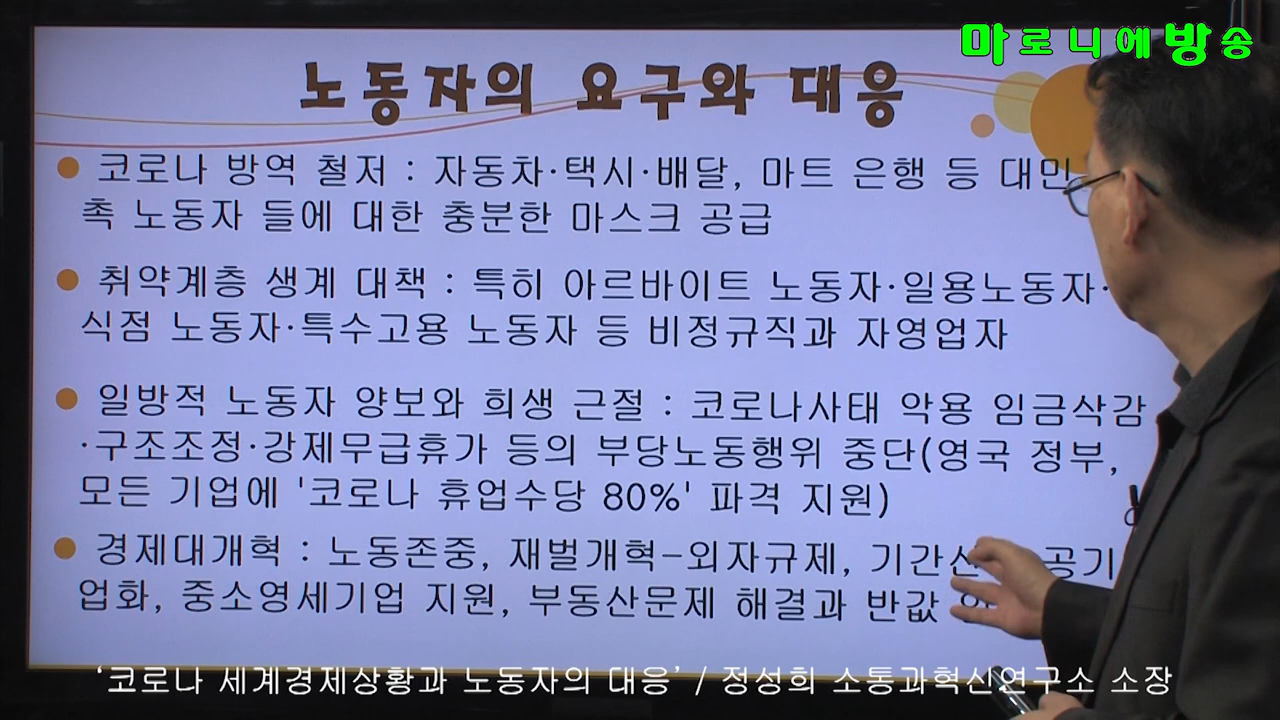 마로니에방송
노동자의 요구와 대응
코로나 방역 철저 : 자동차·택시·배달, 마트 은행 등 대민
촉 노동자 들에 대한 충분한 마스크 공급
취약계층 생계 대책 : 특히 아르바이트 노동자·일용노동자·
식점 노동자·특수고용 노동자 등 비정규직과 자영업자
일방적 노동자 양보와 희생 근절 : 코로나사태 악용 임금삭감
·구조조정·강제무급휴가 등의 부당노동행위 중단(영국 정부,
모든 기업에 '코로나 휴업수당 80%' 파격 지원)
경제대개혁 : 노동존중, 재벌개혁-외자규제, 기간산 공기
업화, 중소영세기업 지원, 부동산문제 해결과 반값
'코로나 세계경제상황과 노동자의 대응' / 정성희 소통과혁신연구소 소장